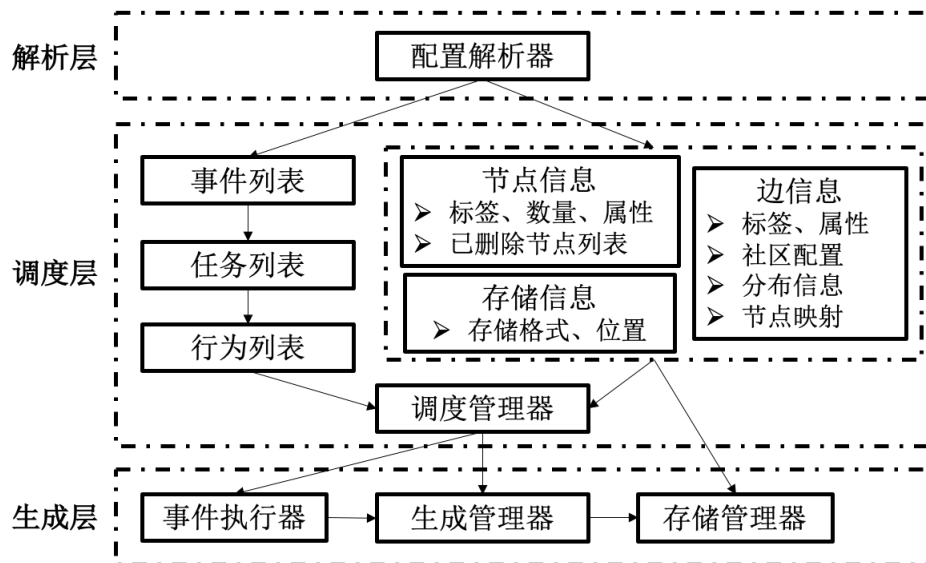 解析层
配置解析器
调度层
事件列表
任务列表
行为列表
节点信息
➢ 标签、数量、属性
➢ 已删除节点列表
存储信息
➢ 存储格式、位置
边信息
➢ 标签、属性
➢ 社区配置
➢ 分布信息
➢ 节点映射
调度管理器
生成层
事件执行器
生成管理器
存储管理器